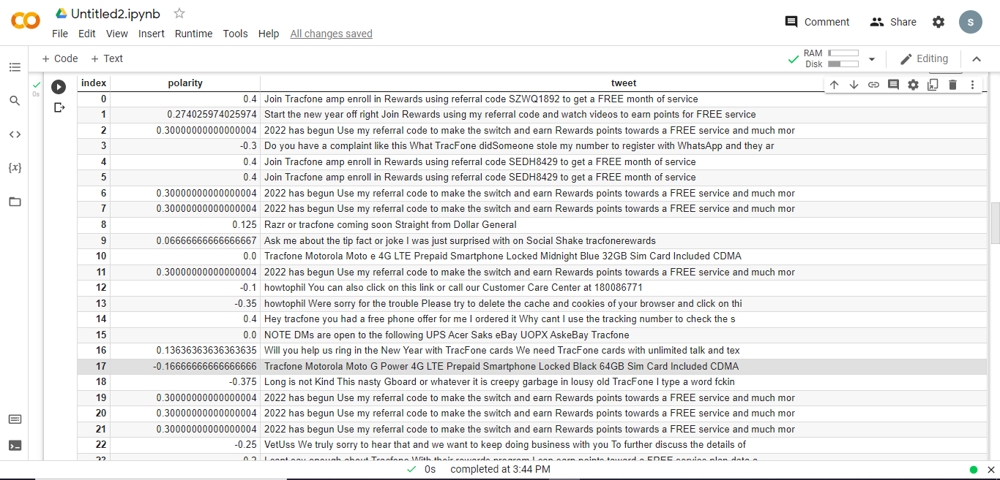 Untitled2.ipynb
Comment Share S
File Edit View Insert Runtime Tools Help All changes saved
+ Code + Text RAM Disk Editing
0s
index polarity tweet
0 0.4 Join Tracfone amp enroll in Rewards using referral code SZWQ1892 to get a FREE month of service
1 0.274025974025974 Start the new year off right Join Rewards using my referral code and watch videos to earn points for FREE service
2 0.30000000000000004 2022 has begun Use my referral code to make the switch and earn Rewards points towards a FREE service and much mor
3 -0.3 Do you have a complaint like this What TracFone didSomeone stole my number to register with WhatsApp and they ar
4 0.4 Join Tracfone amp enroll in Rewards using referral code SEDH8429 to get a FREE month of service
5 0.4 Join Tracfone amp enroll in Rewards using referral code SEDH8429 to get a FREE month of service
6 0.30000000000000004 2022 has begun Use my referral code to make the switch and earn Rewards points towards a FREE service and much mor
7 0.30000000000000004 2022 has begun Use my referral code to make the switch and earn Rewards points towards a FREE service and much mor
8 0.125 Razr or tracfone coming soon Straight from Dollar General
9 0.06666666666666667 Ask me about the tip fact or joke I was just surprised with on Social Shake tracfonerewards
10 0.0 Tracfone Motorola Moto e 4G LTE Prepaid Smartphone Locked Midnight Blue 32GB Sim Card Included CDMA
11 0.30000000000000004 2022 has begun Use my referral code to make the switch and earn Rewards points towards a FREE service and much mor
12 -0.1 howtophil You can also click on this link or call our Customer Care Center at 180086771
13 -0.35 howtophil Were sorry for the trouble Please try to delete the cache and cookies of your browser and click on thi
14 0.4 Hey tracfone you had a free phone offer for me I ordered it Why cant I use the tracking number to check the s
15 0.0 NOTE DMs are open to the following UPS Acer Saks eBay UOPX AskeBay Tracfone
16 0.13636363636363635 Will you help us ring in the New Year with TracFone cards We need TracFone cards with unlimited talk and tex
17 -0.16666666666666666 Tracfone Motorola Moto G Power 4G LTE Prepaid Smartphone Locked Black 64GB Sim Card Included CDMA
18 -0.375 Long is not Kind This nasty Gboard or whatever it is creepy garbage in lousy old TracFone I type a word fckin
19 0.30000000000000004 2022 has begun Use my referral code to make the switch and earn Rewards points towards a FREE service and much mor
20 0.30000000000000004 2022 has begun Use my referral code to make the switch and earn Rewards points towards a FREE service and much mor
21 0.30000000000000004 2022 has begun Use my referral code to make the switch and earn Rewards points towards a FREE service and much mor
22 -0.25 VetUss We truly sorry to hear that and we want to keep doing business with you To further discuss the details of
0s completed at 3:44 PM